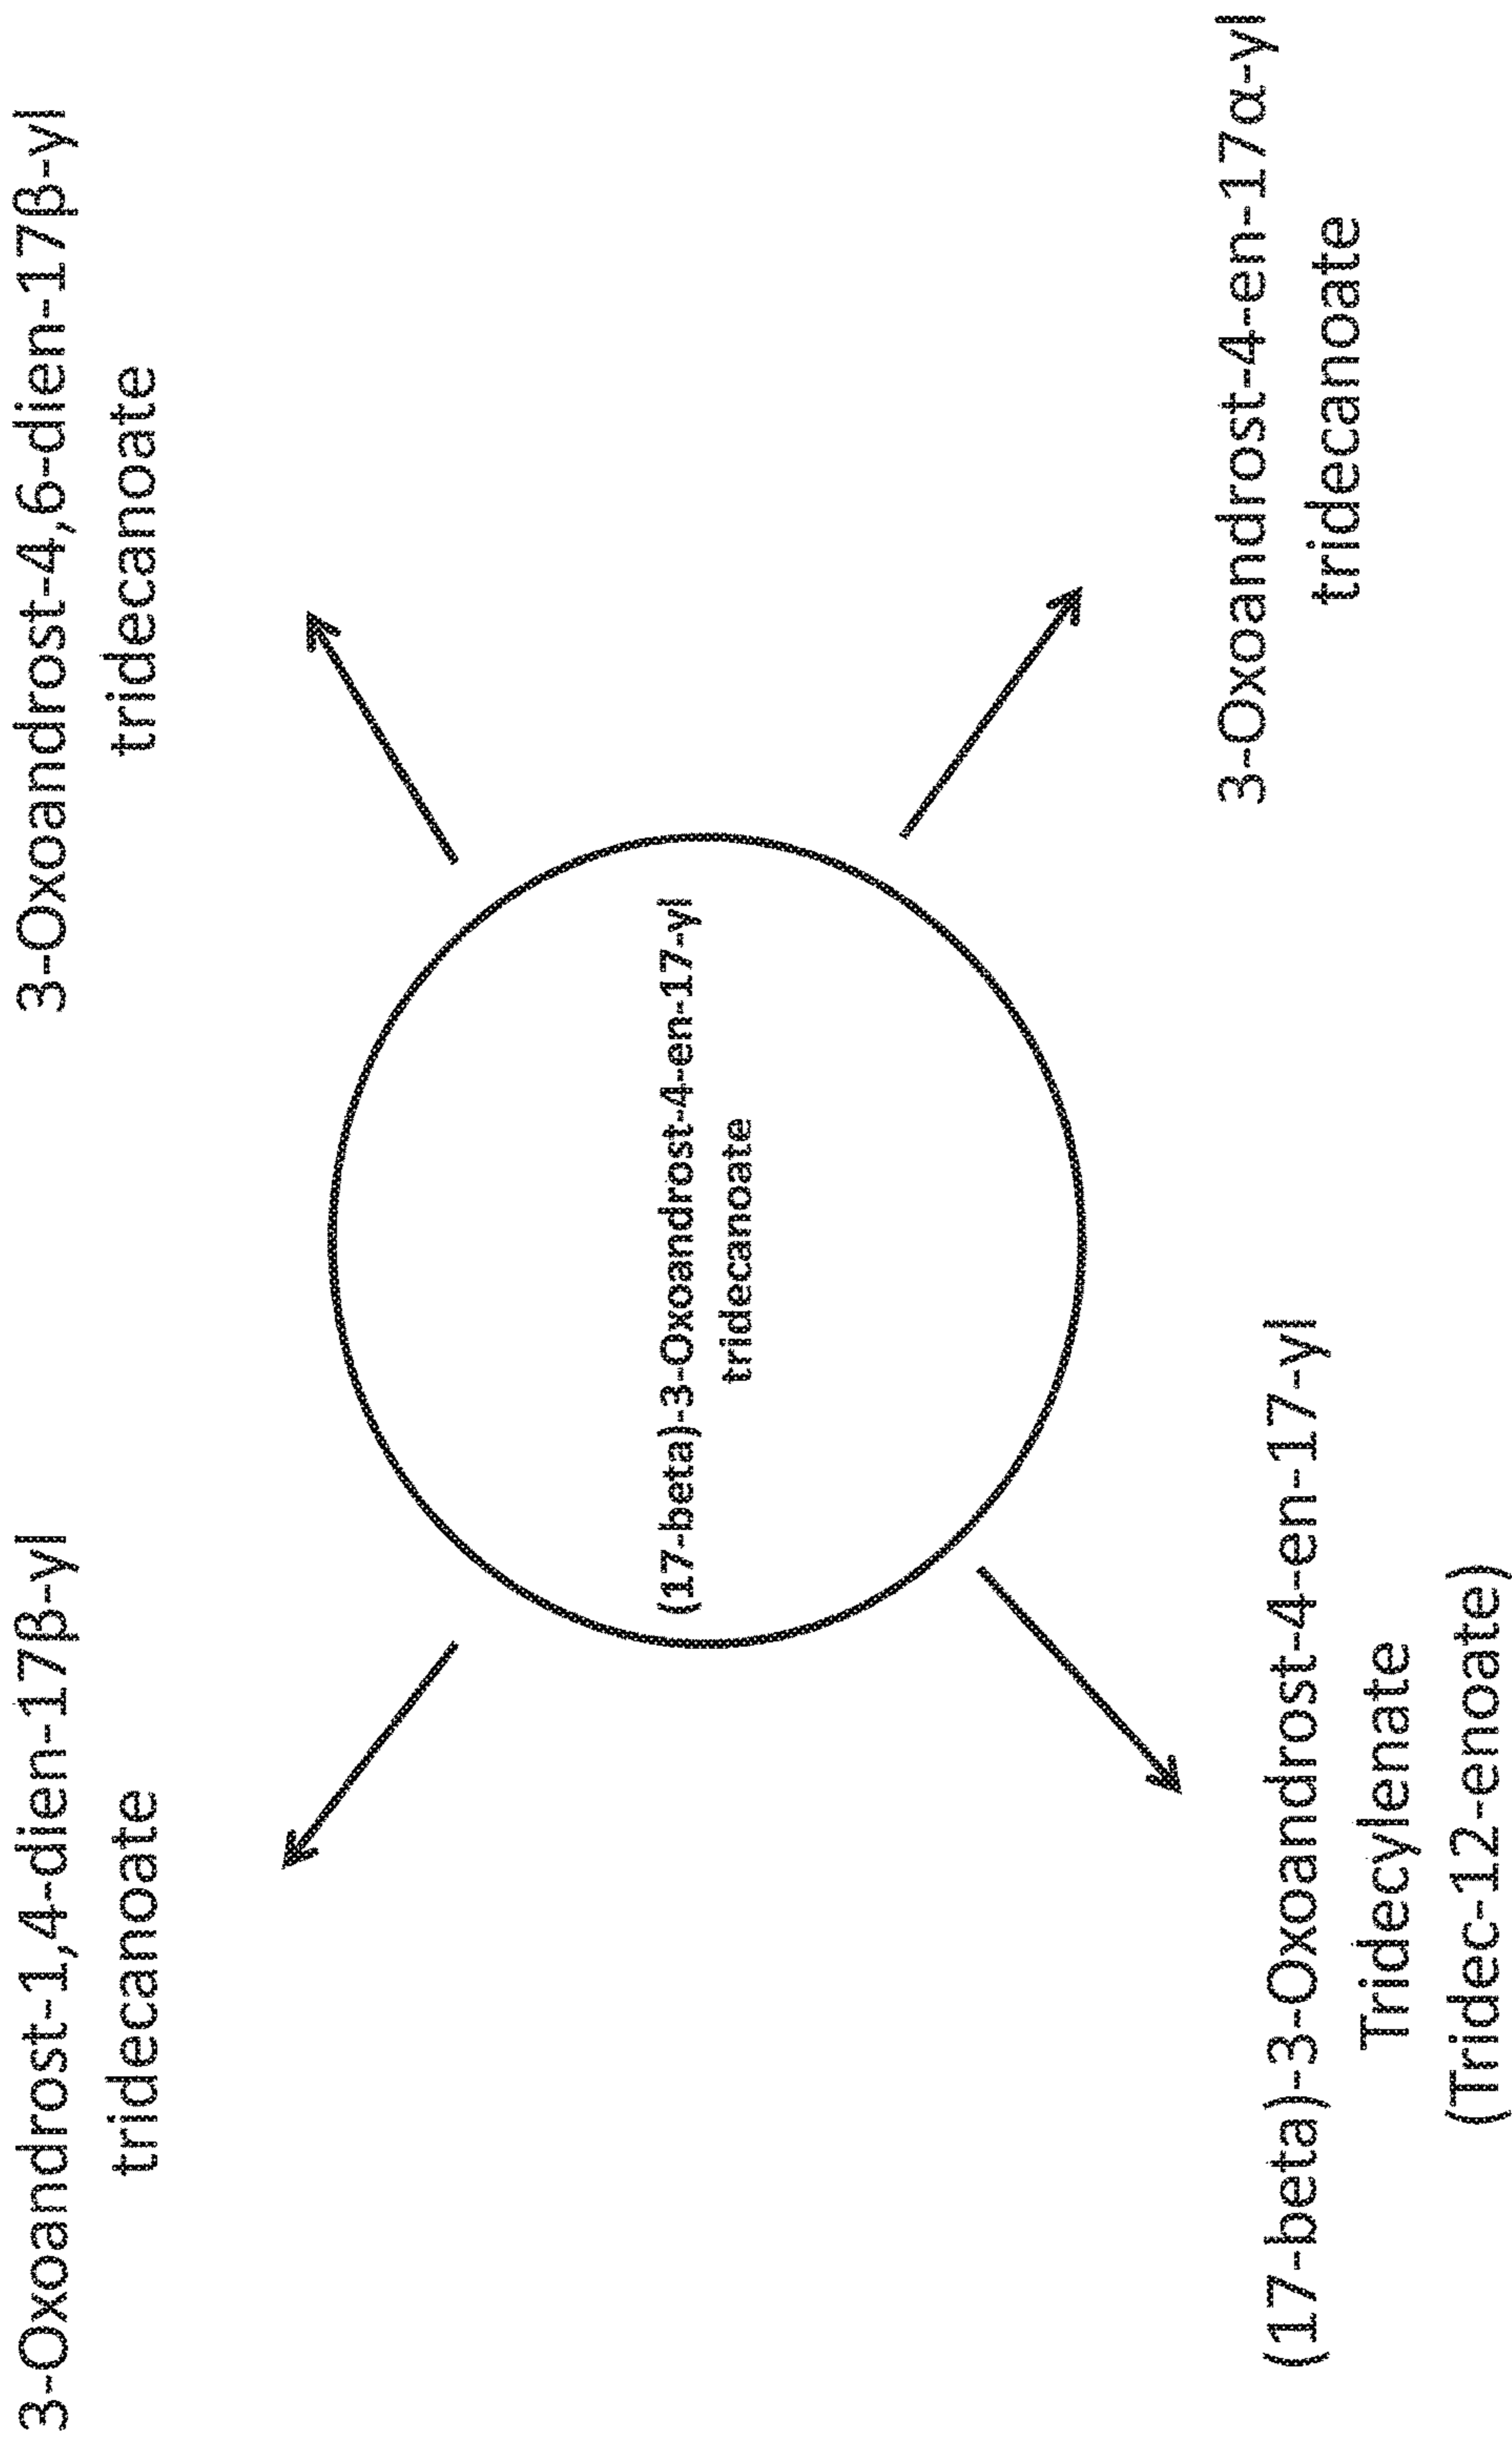 3-Oxoandrost-1,4-dien-17β-yl
tridecanoate
3-Oxoandrost-4,6-dien-17β-yl
tridecanoate
(17-beta)-3-Oxoandrost-4-en-17-yl
tridecanoate
(17-beta)-3-Oxoandrost-4-en-17-yl
Tridecylenate
(Tridec-12-enoate)
3-Oxoandrost-4-en-17α-yl
tridecanoate